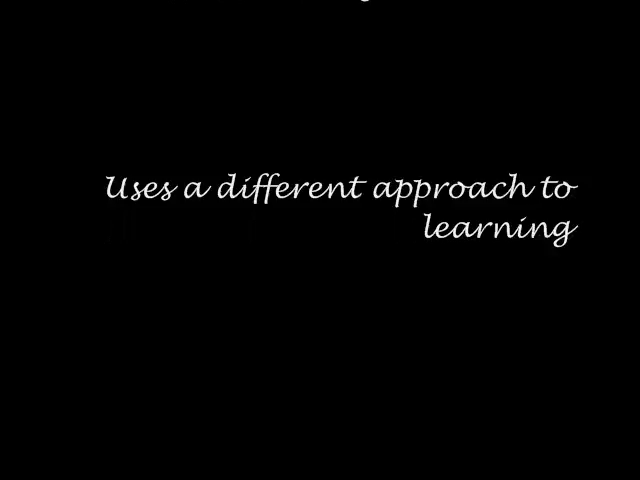 Uses a different approach to
learning